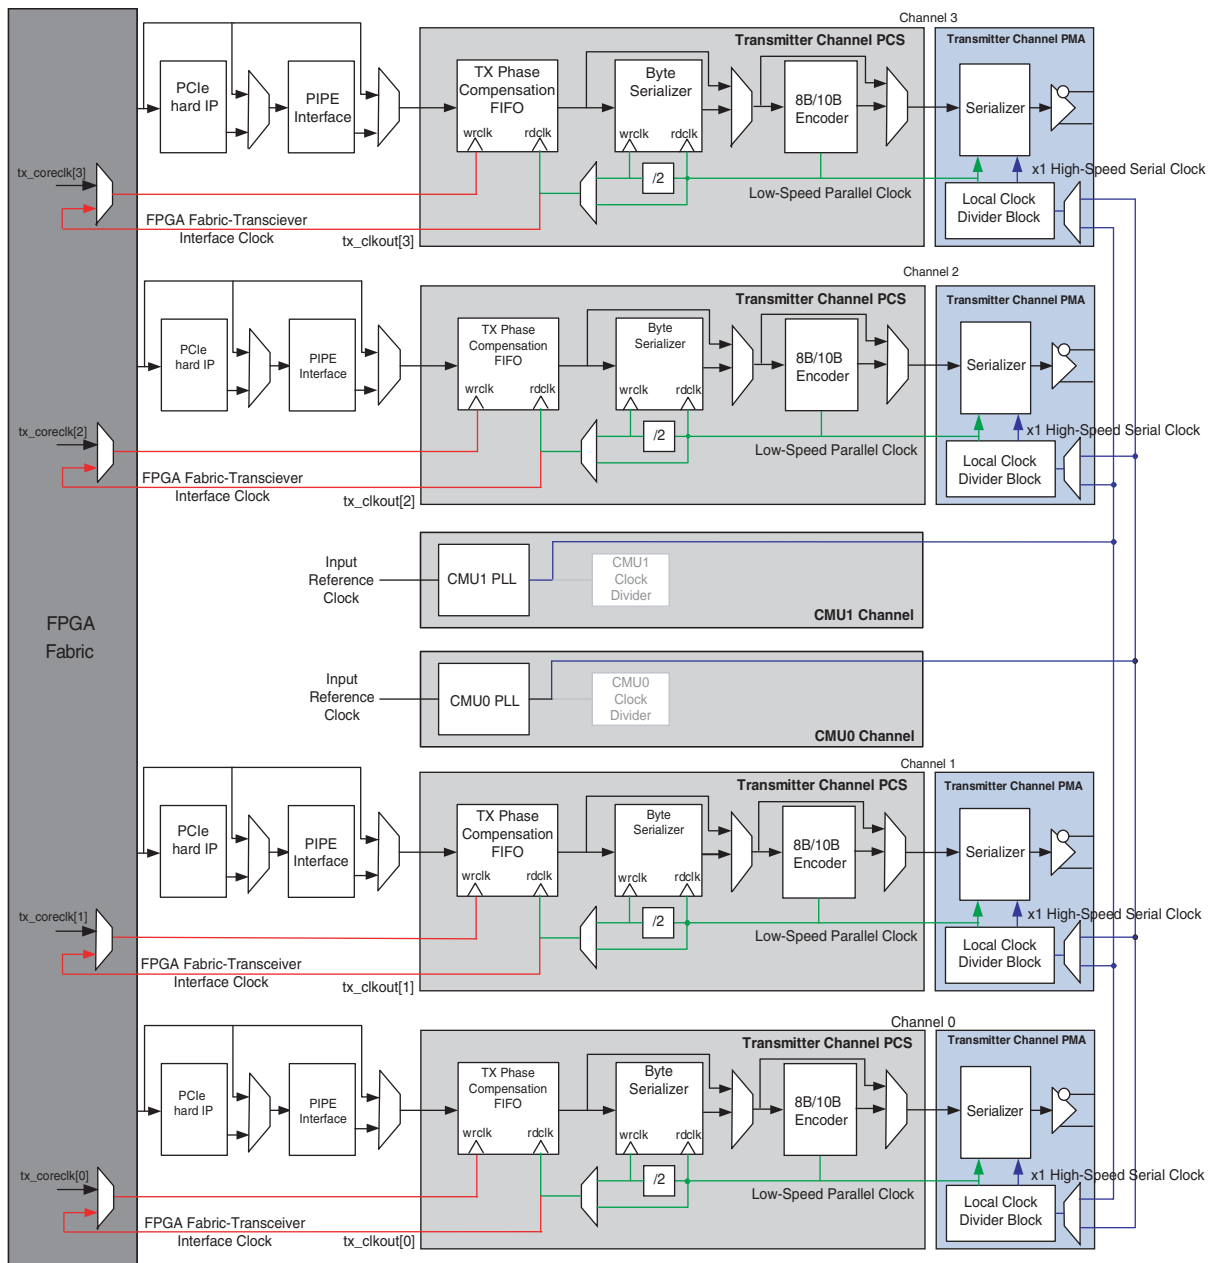 Channel 3
Transmitter Channel PCS
Transmitter Channel PMA
PCIe
hard IP
PIPE
Interface
TX Phase
Compensation
FIFO
wrclk
rdclk
Byte
Serializer
wrclk
rdclk
/2
8B/10B
Encoder
Serializer
tx_coreclk[3]
x1 High-Speed Serial Clock
Low-Speed Parallel Clock
Local Clock
Divider Block
FPGA Fabric-Transciever
Interface Clock
tx_clkout[3]
Channel 2
Transmitter Channel PCS
Transmitter Channel PMA
PCIe
hard IP
PIPE
Interface
TX Phase
Compensation
FIFO
wrclk
rdclk
Byte
Serializer
wrclk
rdclk
/2
8B/10B
Encoder
Serializer
tx_coreclk[2]
x1 High-Speed Serial Clock
Low-Speed Parallel Clock
Local Clock
Divider Block
FPGA Fabric-Transciever
Interface Clock
tx_clkout[2]
Input
Reference
Clock
CMU1 PLL
CMU1
Clock
Divider
CMU1 Channel
FPGA
Fabric
Input
Reference
Clock
CMU0 PLL
CMU0
Clock
Divider
CMU0 Channel
Channel 1
Transmitter Channel PCS
Transmitter Channel PMA
PCIe
hard IP
PIPE
Interface
TX Phase
Compensation
FIFO
wrclk
rdclk
Byte
Serializer
wrclk
rdclk
/2
8B/10B
Encoder
Serializer
tx_coreclk[1]
x1 High-Speed Serial Clock
Low-Speed Parallel Clock
Local Clock
Divider Block
FPGA Fabric-Transceiver
Interface Clock
tx_clkout[1]
Channel 0
Transmitter Channel PCS
Transmitter Channel PMA
PCIe
hard IP
PIPE
Interface
TX Phase
Compensation
FIFO
wrclk
rdclk
Byte
Serializer
wrclk
rdclk
/2
8B/10B
Encoder
Serializer
tx_coreclk[0]
x1 High-Speed Serial Clock
Low-Speed Parallel Clock
Local Clock
Divider Block
FPGA Fabric-Transceiver
Interface Clock
tx_clkout[0]